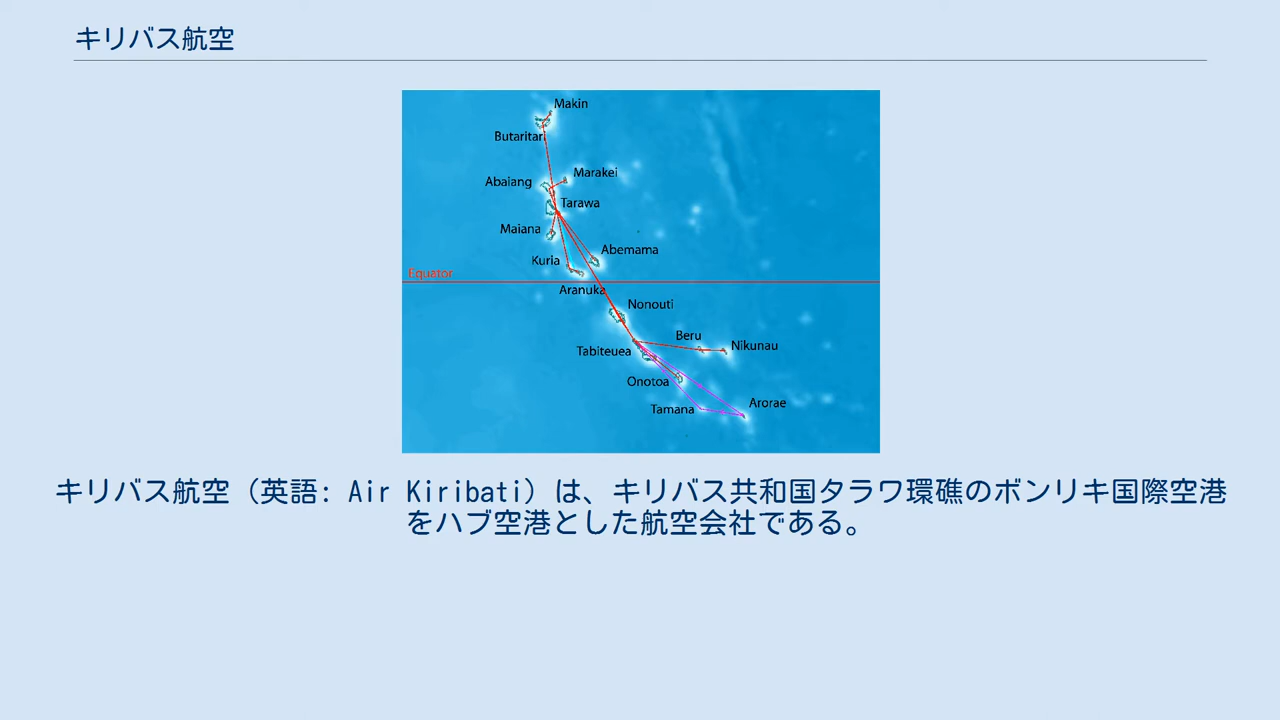 キリバス航空
Makin
Butaritari
Marakei
Abaiang
Tarawa
Maiana
Abemama
Kuria
Equator
Aranuka
Nonouti
Beru
Nikunau
Tabiteuea
Onotoa
Arorae
Tamana
キリバス航空（英語: Air Kiribati）は、キリバス共和国タラワ環礁のボンリキ国際空港
をハブ空港とした航空会社である。